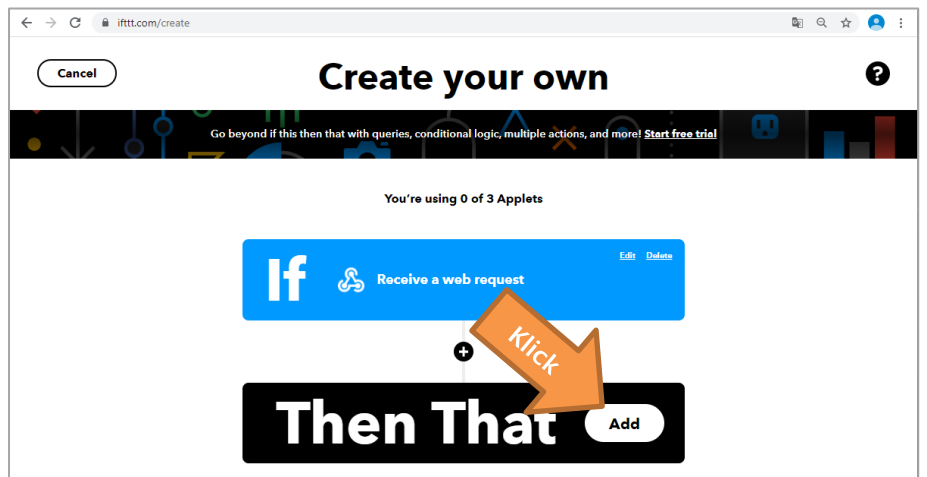 ifttt.com/create
Cancel
Create your own
?
Go beyond if this then that with queries, conditional logic, multiple actions, and more! Start free trial
You're using 0 of 3 Applets
If
Receive a web request
Edit Delete
+
Klick
Then That
Add